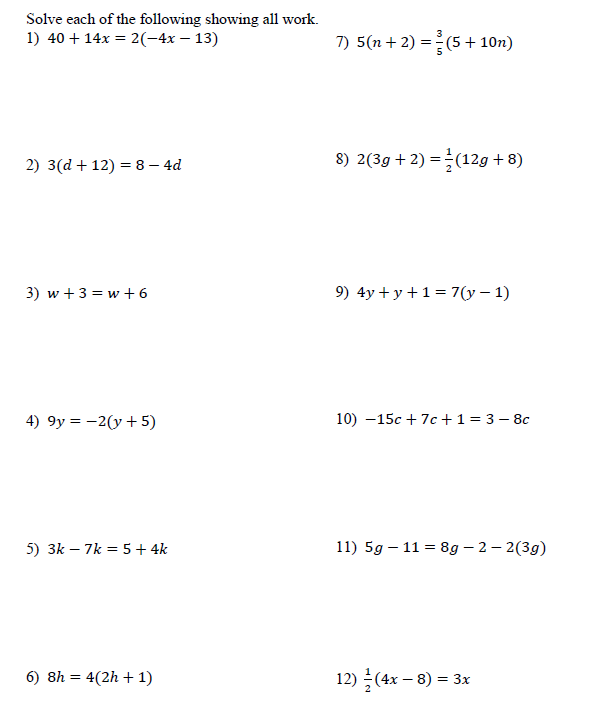 Solve each of the following showing all work.
1) 40 + 14x = 2(−4x − 13)
2) 3(d + 12) = 8 − 4d
3) w + 3 = w + 6
4) 9y = −2(y + 5)
5) 3k − 7k = 5 + 4k
6) 8h = 4(2h + 1)
7) 5(n + 2) = 3/5 (5 + 10n)
8) 2(3g + 2) = 1/2 (12g + 8)
9) 4y + y + 1 = 7(y − 1)
10) −15c + 7c + 1 = 3 − 8c
11) 5g − 11 = 8g − 2 − 2(3g)
12) 1/2 (4x − 8) = 3x